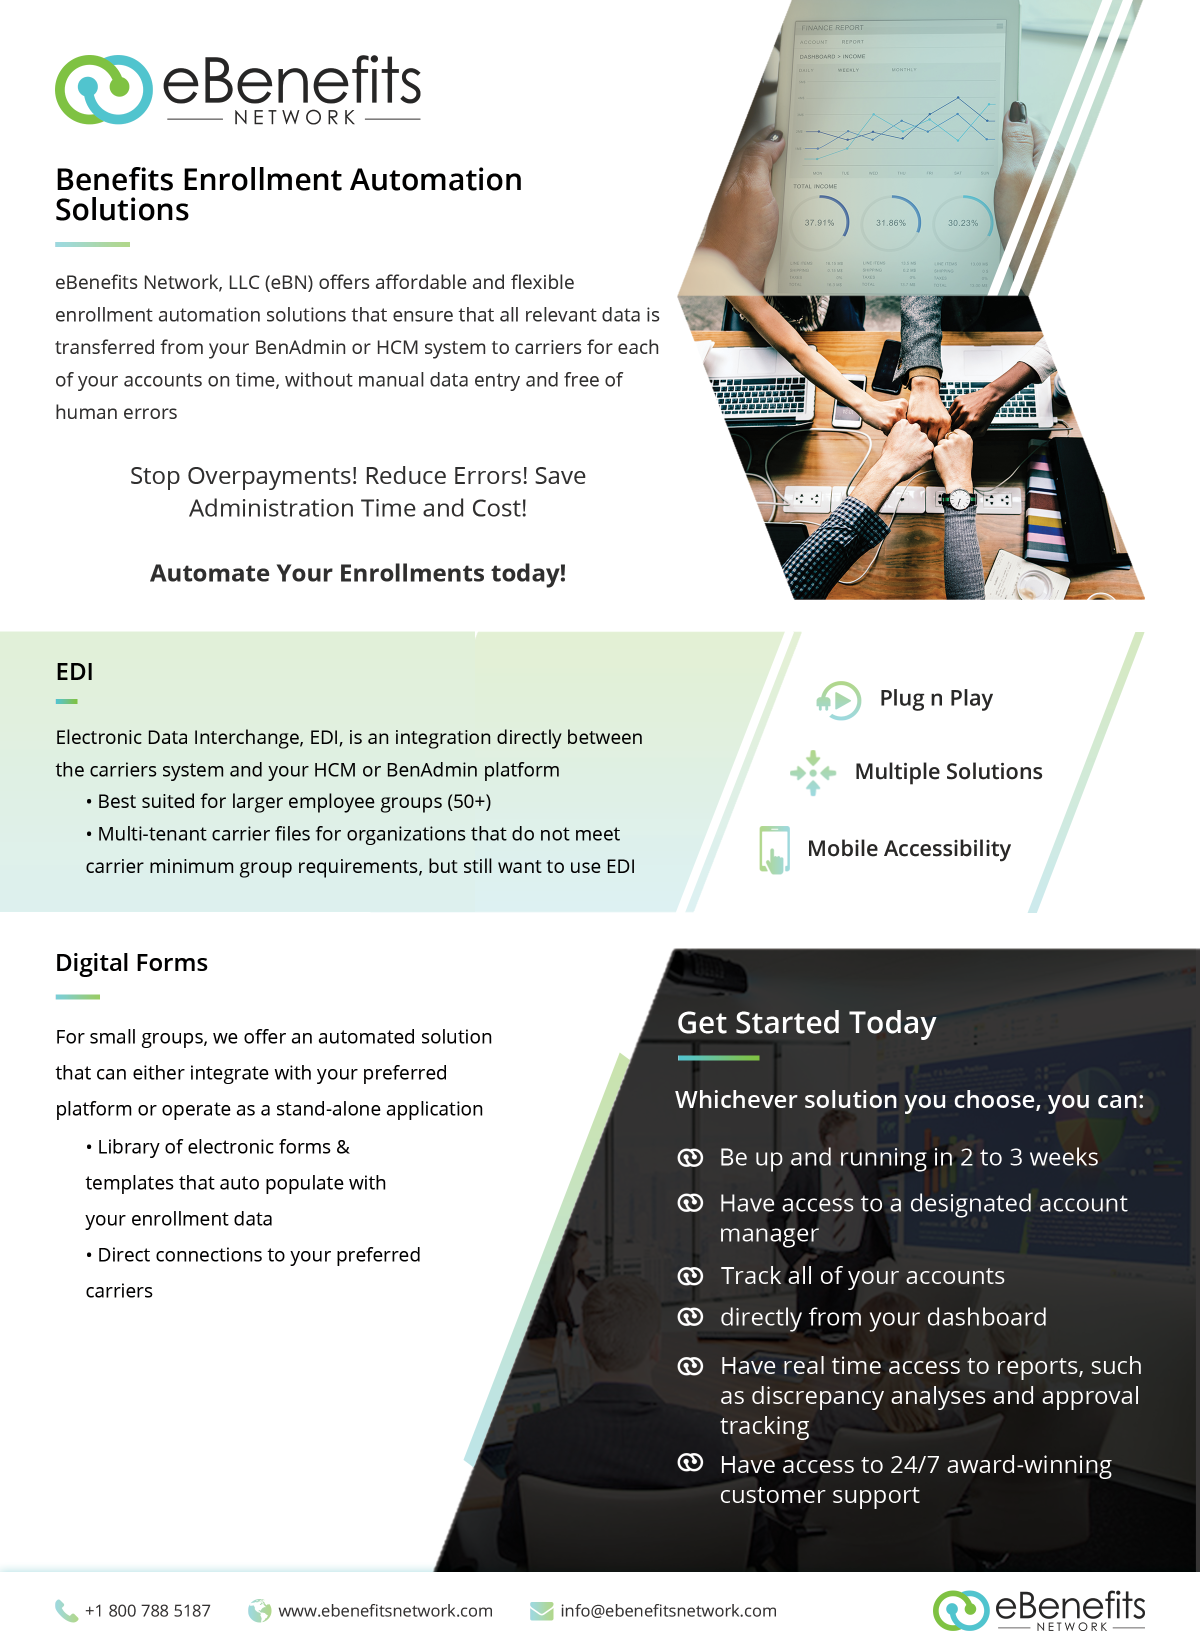 eBenefits
NETWORK
FINANCE REPORT
ACCOUNT REPORT
DASHBOARD > INCOME
DAILY WEEKLY MONTHLY
TOTAL INCOME
37.91% 31.86% 30.23%
Benefits Enrollment Automation
Solutions
eBenefits Network, LLC (eBN) offers affordable and flexible
enrollment automation solutions that ensure that all relevant data is
transferred from your BenAdmin or HCM system to carriers for each
of your accounts on time, without manual data entry and free of
human errors
Stop Overpayments! Reduce Errors! Save
Administration Time and Cost!
Automate Your Enrollments today!
EDI
Electronic Data Interchange, EDI, is an integration directly between
the carriers system and your HCM or BenAdmin platform
• Best suited for larger employee groups (50+)
• Multi-tenant carrier files for organizations that do not meet
carrier minimum group requirements, but still want to use EDI
Plug n Play
Multiple Solutions
Mobile Accessibility
Digital Forms
For small groups, we offer an automated solution
that can either integrate with your preferred
platform or operate as a stand-alone application
• Library of electronic forms &
templates that auto populate with
your enrollment data
• Direct connections to your preferred
carriers
Get Started Today
Whichever solution you choose, you can:
Be up and running in 2 to 3 weeks
Have access to a designated account
manager
Track all of your accounts
directly from your dashboard
Have real time access to reports, such
as discrepancy analyses and approval
tracking
Have access to 24/7 award-winning
customer support
+1 800 788 5187
www.ebenefitsnetwork.com
info@ebenefitsnetwork.com
eBenefits
NETWORK